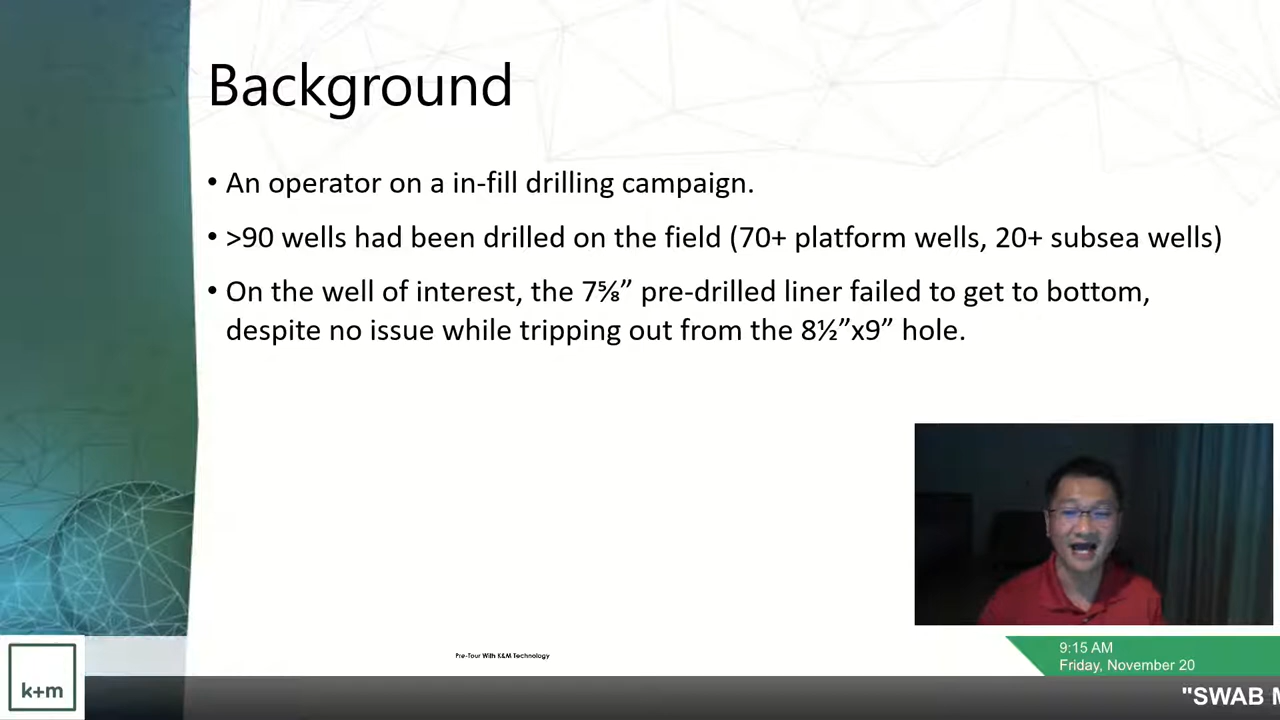 Background
• An operator on a in-fill drilling campaign.
• >90 wells had been drilled on the field (70+ platform wells, 20+ subsea wells)
• On the well of interest, the 7⅝” pre-drilled liner failed to get to bottom,
despite no issue while tripping out from the 8½”x9” hole.
Pre-Tour With K&M Technology
9:15 AM
Friday, November 20
k+m
"SWAB